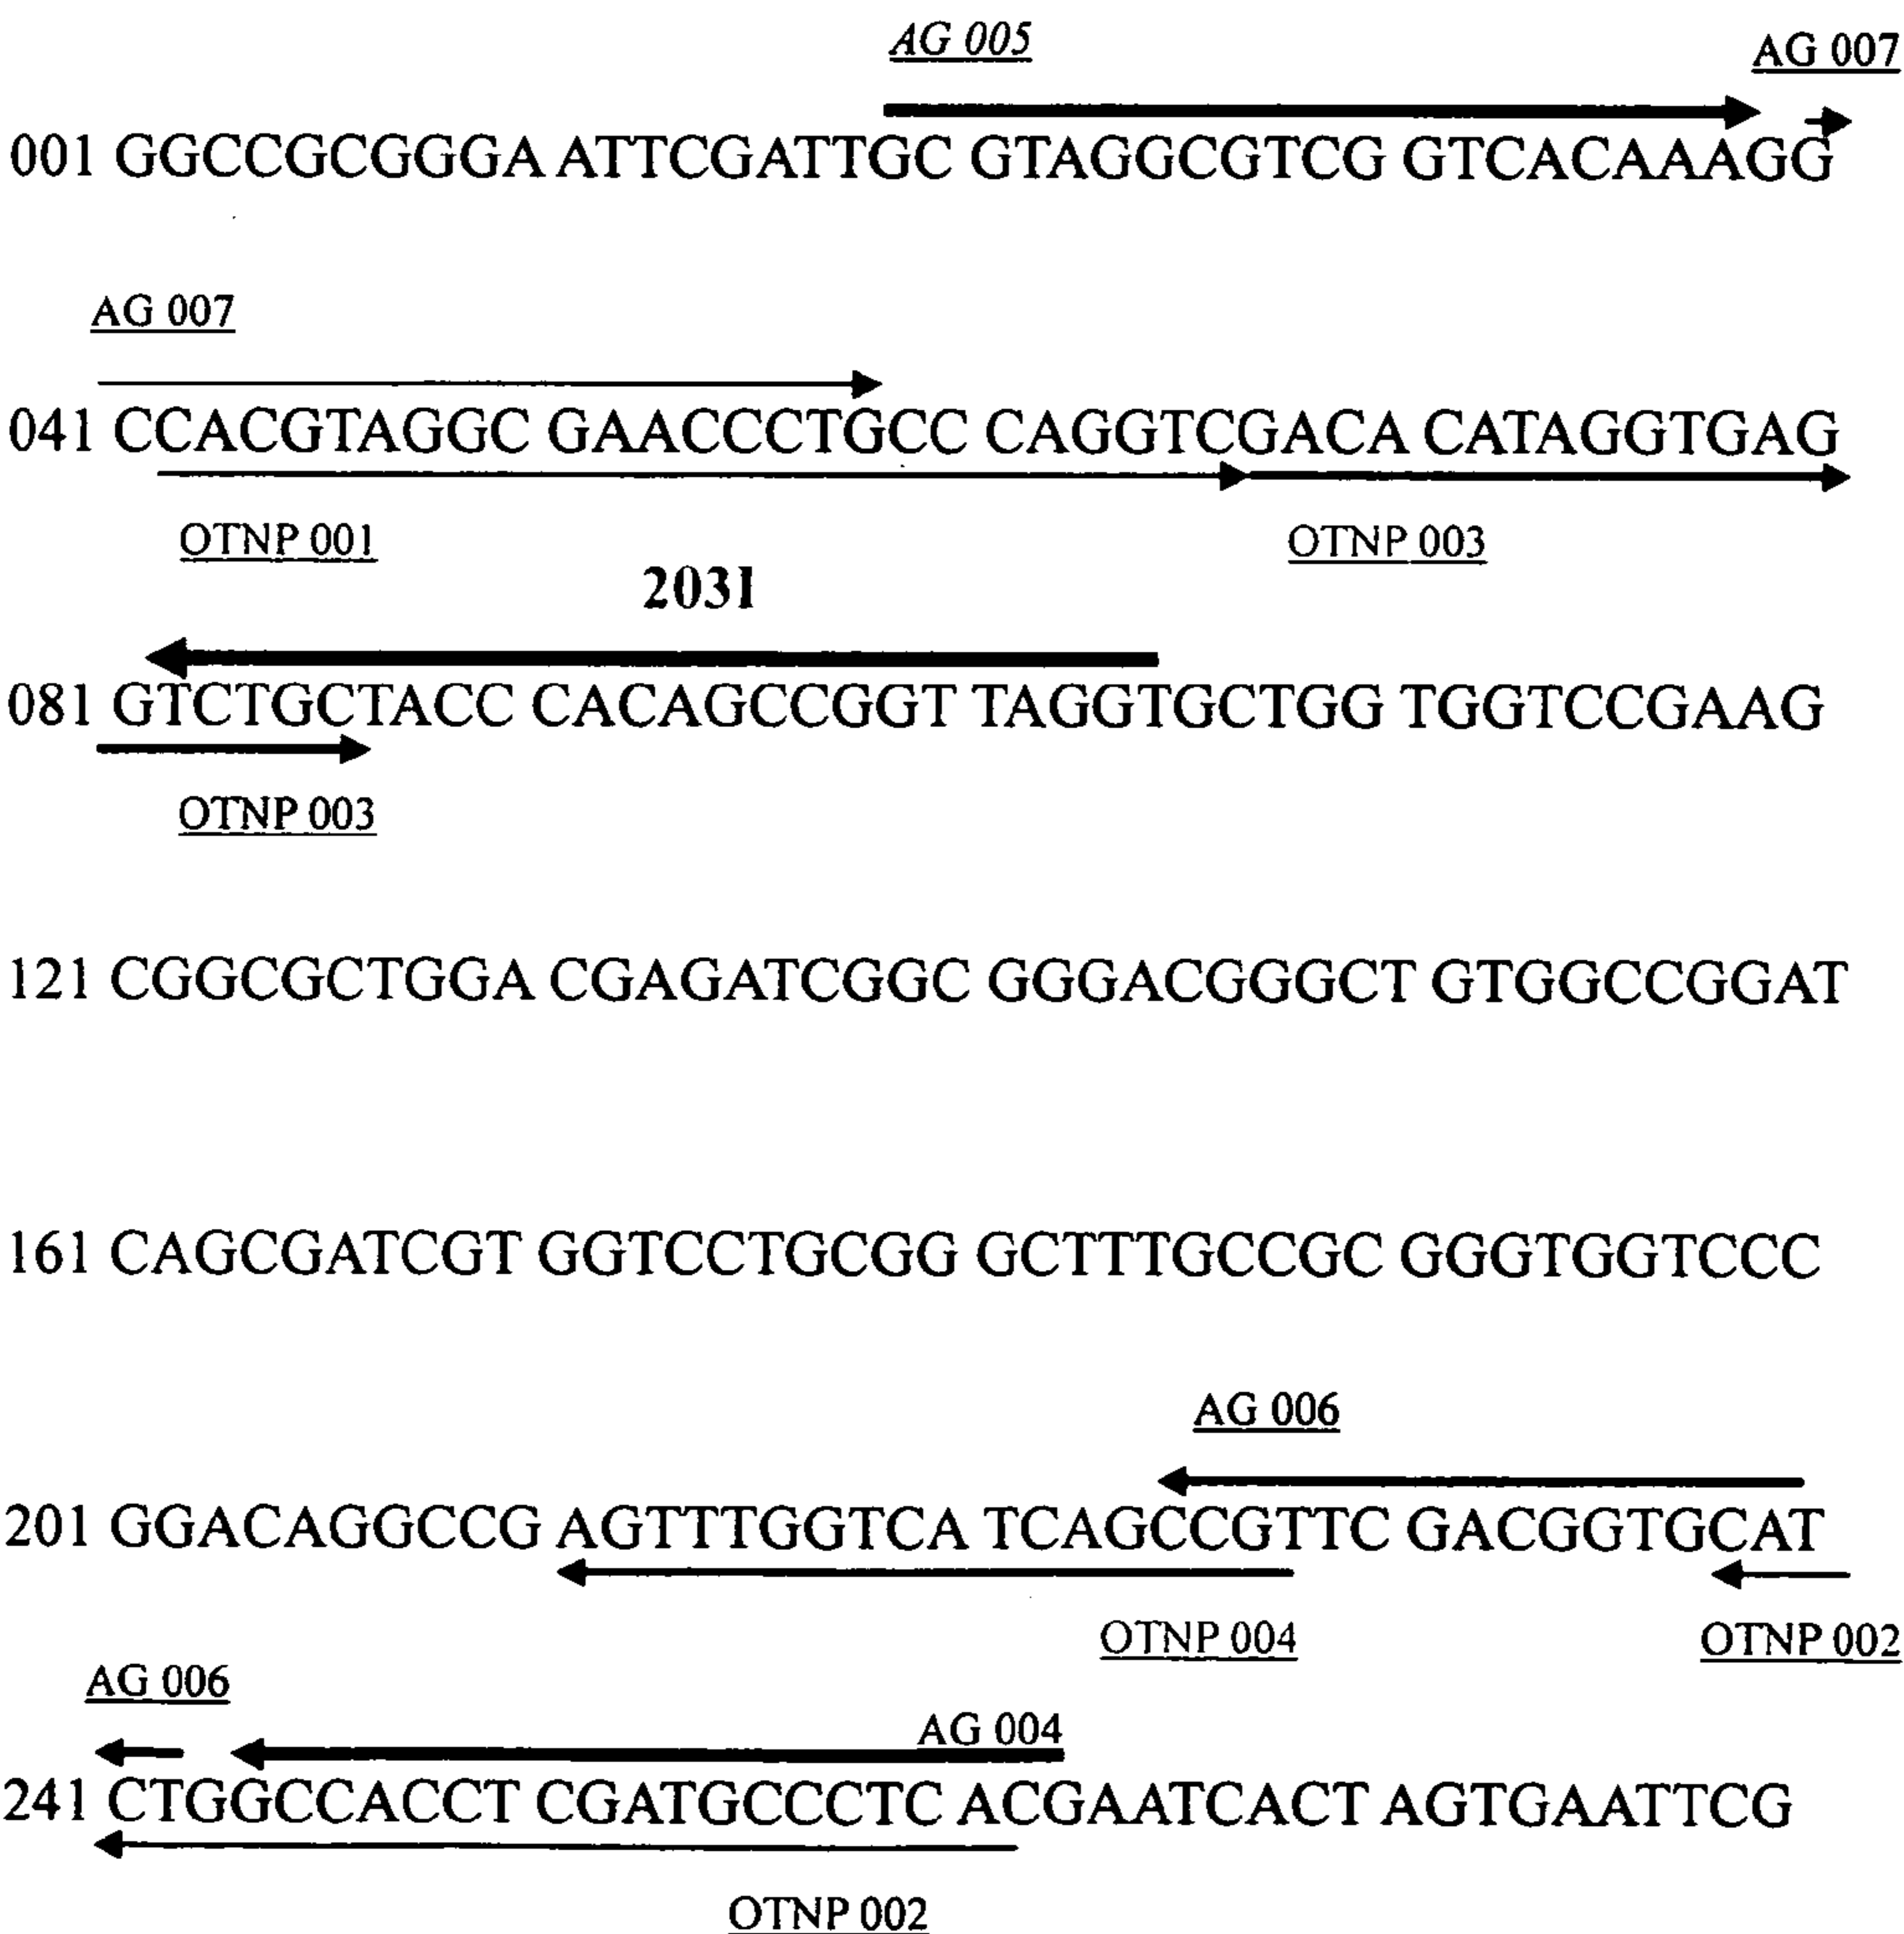 AG 005 AG 007
001 GGCCGCGGGA ATTCGATTGC GTAGGCGTCG GTCACAAAGG
AG 007
041 CCACGTAGGC GAACCCTGCC CAGGTCGACA CATAGGTGAG
OTNP 001 OTNP 003
203I
081 GTCTGCTACC CACAGCCGGT TAGGTGCTGG TGGTCCGAAG
OTNP 003
121 CGGCGCTGGA CGAGATCGGC GGGACGGGCT GTGGCCGGAT
161 CAGCGATCGT GGTCCTGCGG GCTTTGCCGC GGGTGGTCCC
AG 006
201 GGACAGGCCG AGTTTGGTCA TCAGCCGTTC GACGGTGCAT
OTNP 004 OTNP 002
AG 006 AG 004
241 CTGGCCACCT CGATGCCCTC ACGAATCACT AGTGAATTCG
OTNP 002